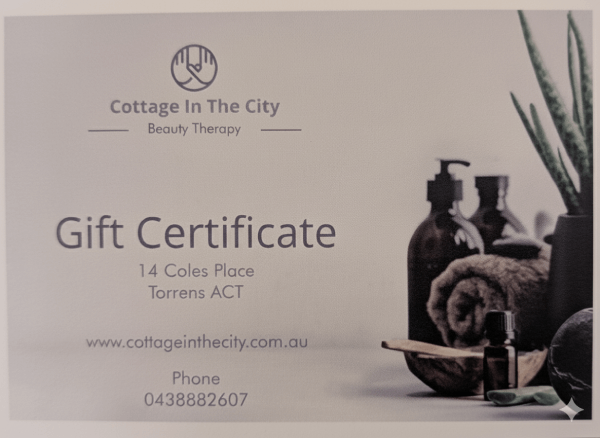 Cottage In The City
Beauty Therapy
Gift Certificate
14 Coles Place
Torrens ACT
www.cottageinthecity.com.au
Phone
0438882607